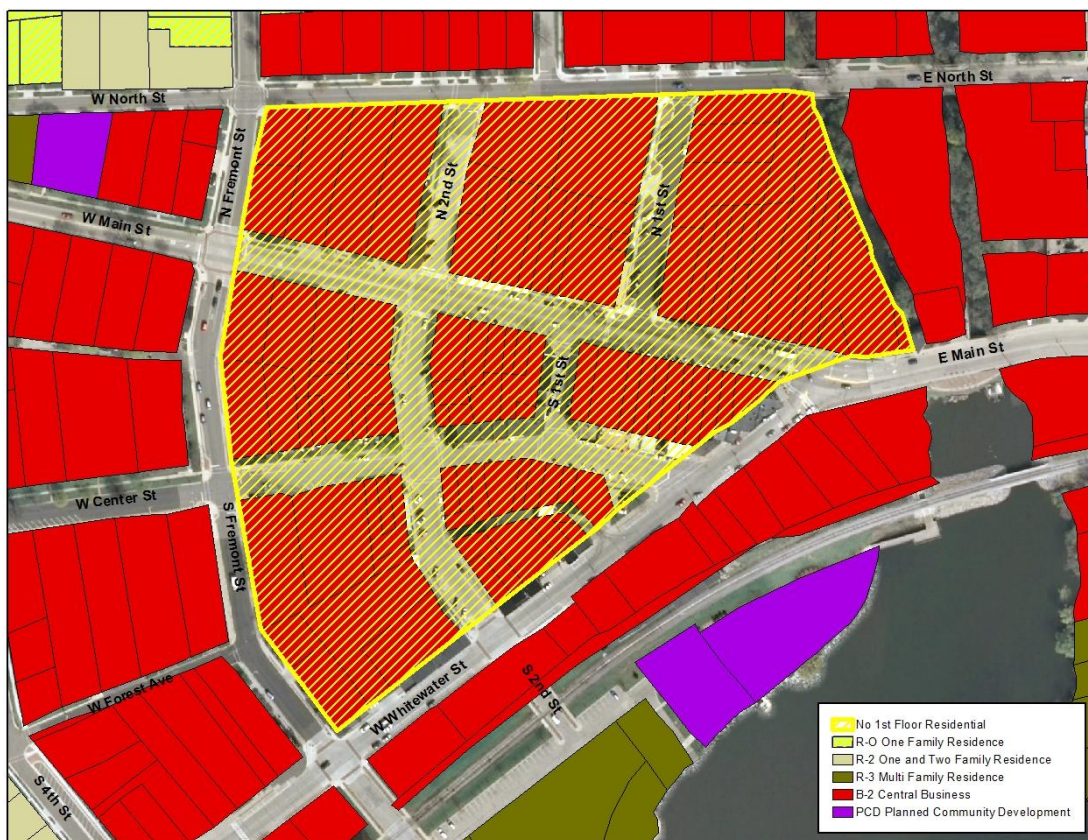 E North St
W North St
N Fremont St
N 2nd St
N 1st St
W Main St
E Main St
S 1st St
W Center St
S Fremont St
W Forest Ave
W Whitewater St
S 2nd St
S 4th St
No 1st Floor Residential
R-O One Family Residence
R-2 One and Two Family Residence
R-3 Multi Family Residence
B-2 Central Business
PCD Planned Community Development